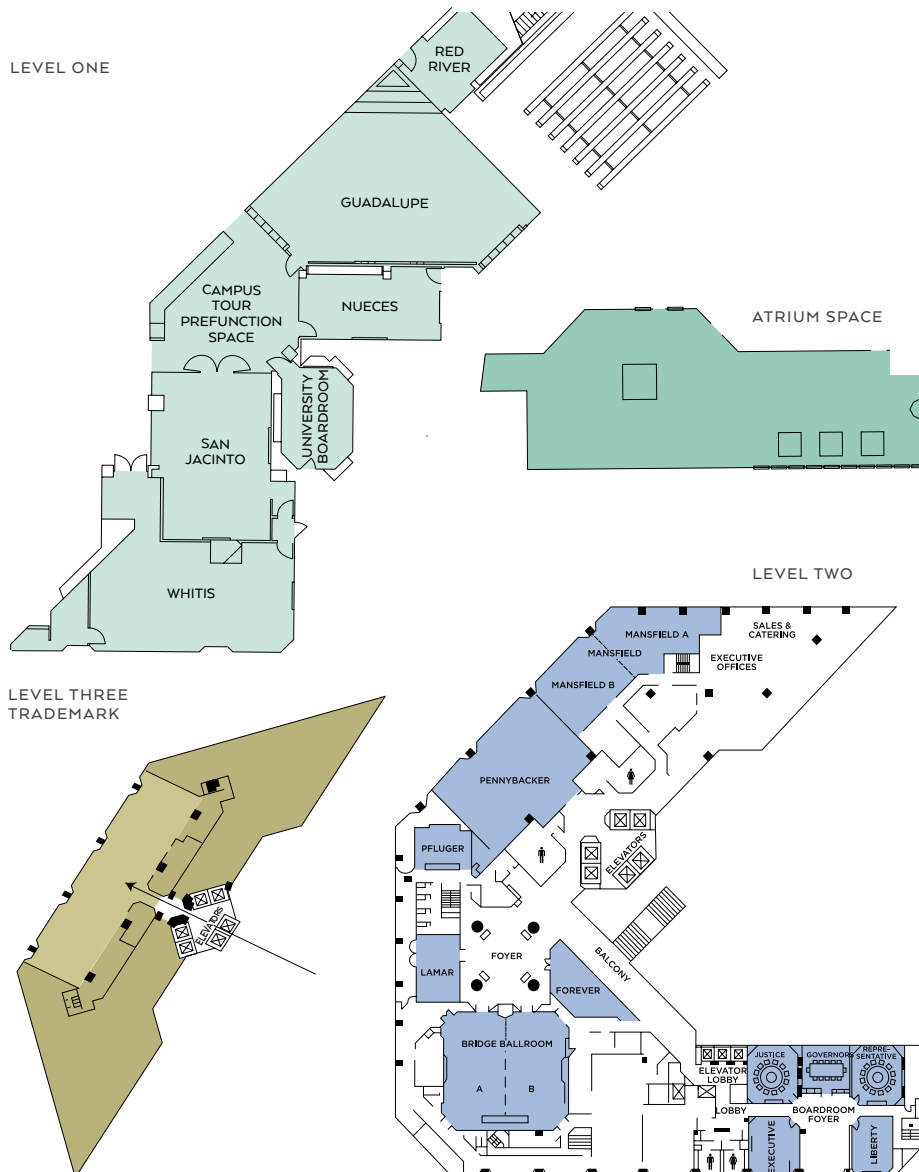 LEVEL ONE
RED
RIVER
GUADALUPE
CAMPUS
TOUR
PREFUNCTION
SPACE
NUECES
UNIVERSITY
BOARDROOM
SAN
JACINTO
WHITIS
ATRIUM SPACE
LEVEL TWO
MANSFIELD A
MANSFIELD
MANSFIELD B
SALES &
CATERING
EXECUTIVE
OFFICES
PENNYBACKER
PFLUGER
ELEVATORS
FOYER
BALCONY
LAMAR
FOREVER
BRIDGE BALLROOM
A
B
ELEVATOR
LOBBY
LOBBY
JUSTICE
GOVERNORS
REPRE-
SENTATIVE
BOARDROOM
FOYER
EXECUTIVE
LIBERTY
LEVEL THREE
TRADEMARK
ELEVATORS